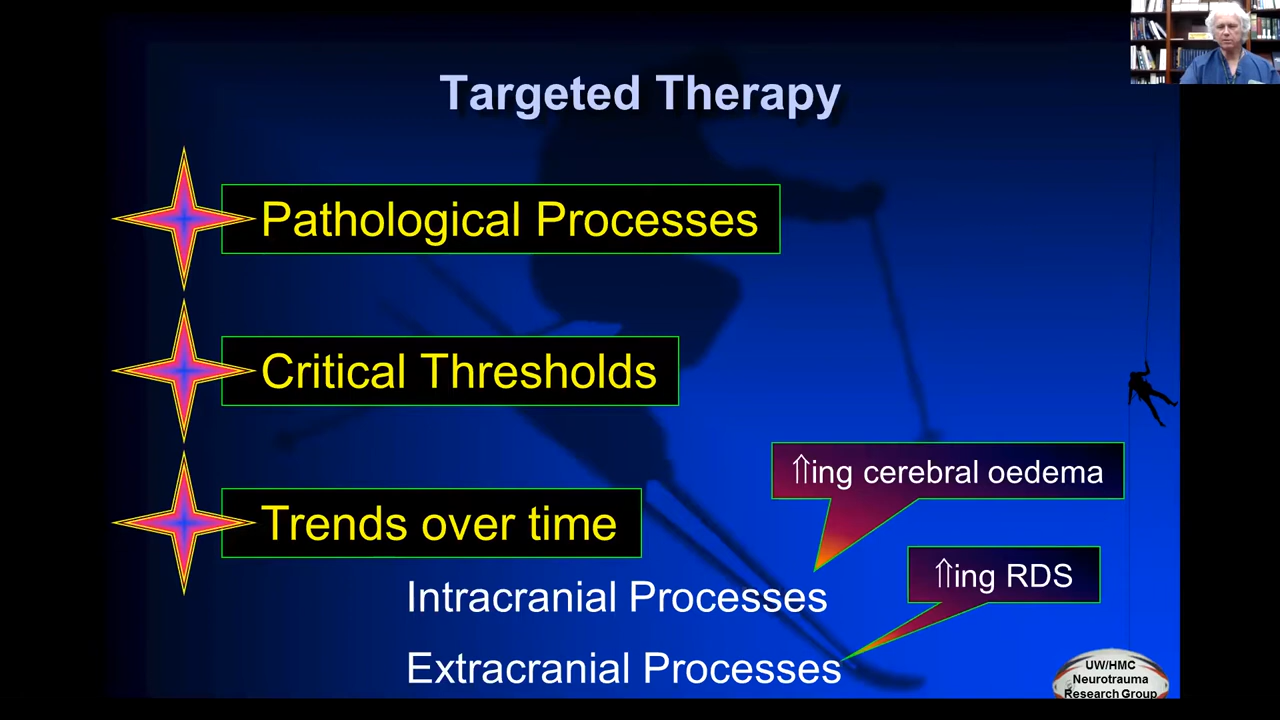 Targeted Therapy
Pathological Processes
Critical Thresholds
Trends over time
⇑ing cerebral oedema
Intracranial Processes
⇑ing RDS
Extracranial Processes
UW/HMC
Neurotrauma
Research Group